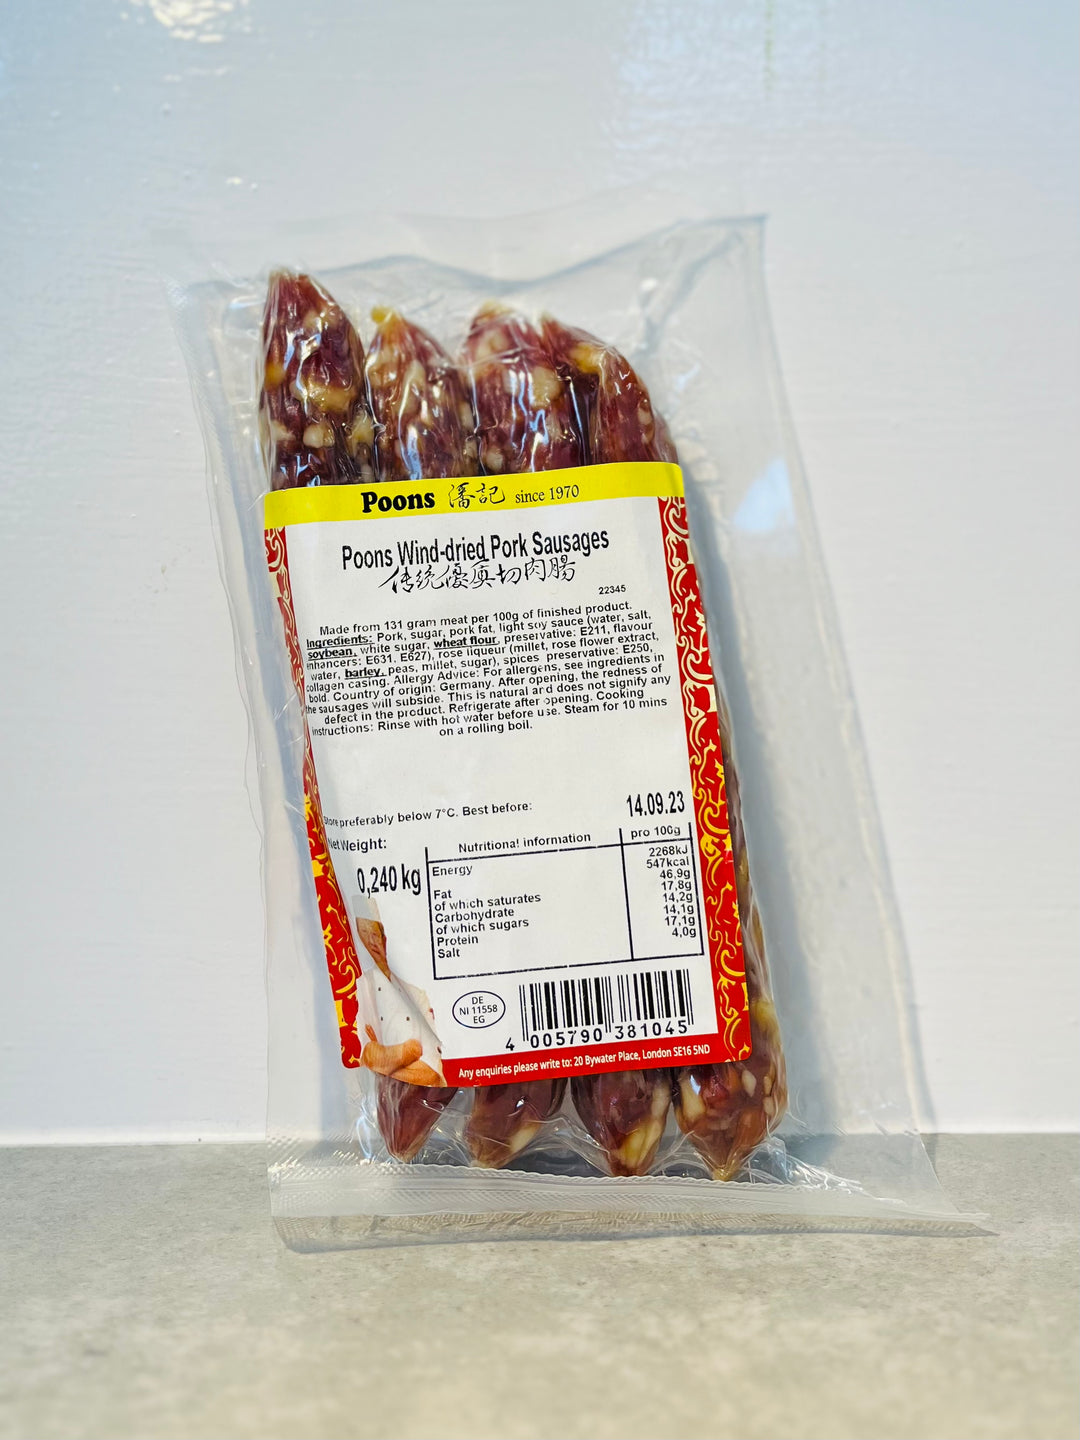 Poons 潘記 since 1970
Poons Wind-dried Pork Sausages
传统優質切肉腸
22345
Made from 131 gram meat per 100g of finished product.
Ingredients: Pork, sugar, pork fat, light soy sauce (water, salt,
soybean, white sugar, wheat flour, preservative: E211, flavour
enhancers: E631, E627), rose liqueur (millet, rose flower extract,
water, barley, peas, millet, sugar), spices preservative: E250,
collagen casing. Allergy Advice: For allergens, see ingredients in
bold. Country of origin: Germany. After opening, the redness of
the sausages will subside. This is natural and does not signify any
defect in the product. Refrigerate after opening. Cooking
instructions: Rinse with hot water before use. Steam for 10 mins
on a rolling boil.
Store preferably below 7°C. Best before: 14.09.23
Net Weight:
0,240 kg
Nutritional information pro 100g
Energy 2268kJ
547kcal
Fat 46,9g
of which saturates 17,8g
Carbohydrate 14,2g
of which sugars 14,1g
Protein 17,1g
Salt 4,0g
DE
NI 11558
EG
4 005790 381045
Any enquiries please write to: 20 Bywater Place, London SE16 5ND